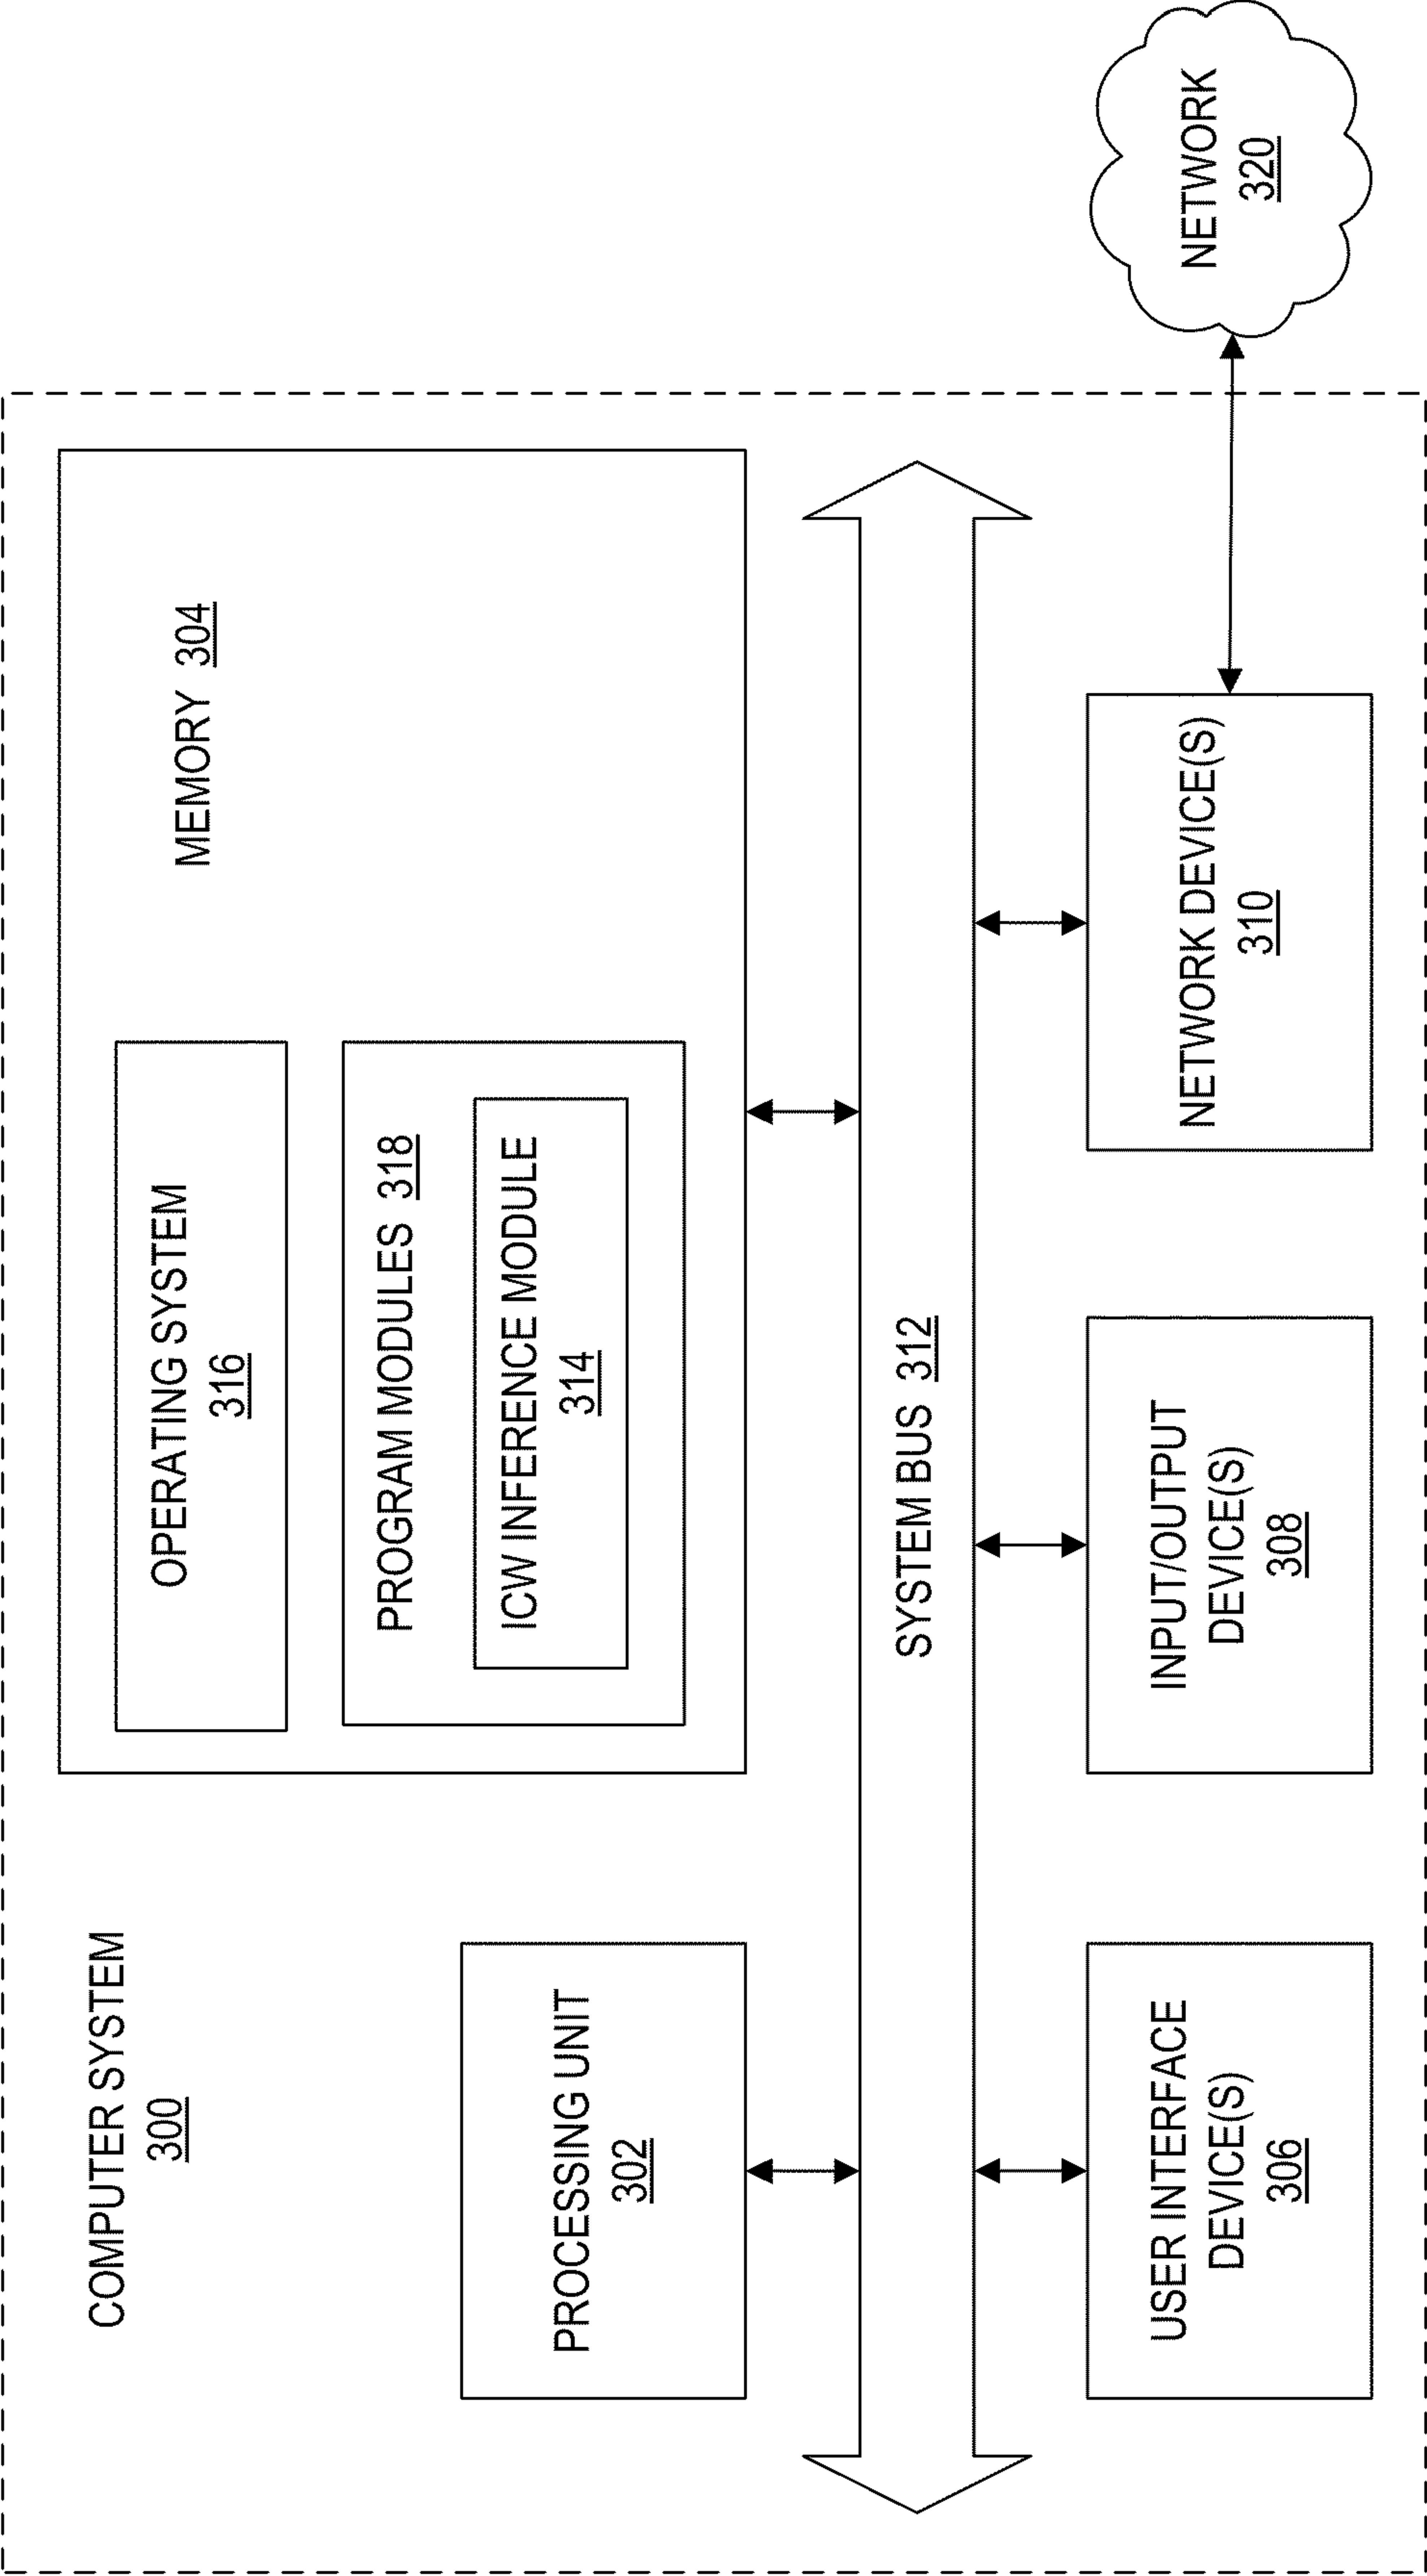 COMPUTER SYSTEM
300
PROCESSING UNIT
302
MEMORY 304
OPERATING SYSTEM
316
PROGRAM MODULES 318
ICW INFERENCE MODULE
314
SYSTEM BUS 312
USER INTERFACE
DEVICE(S)
306
INPUT/OUTPUT
DEVICE(S)
308
NETWORK DEVICE(S)
310
NETWORK
320